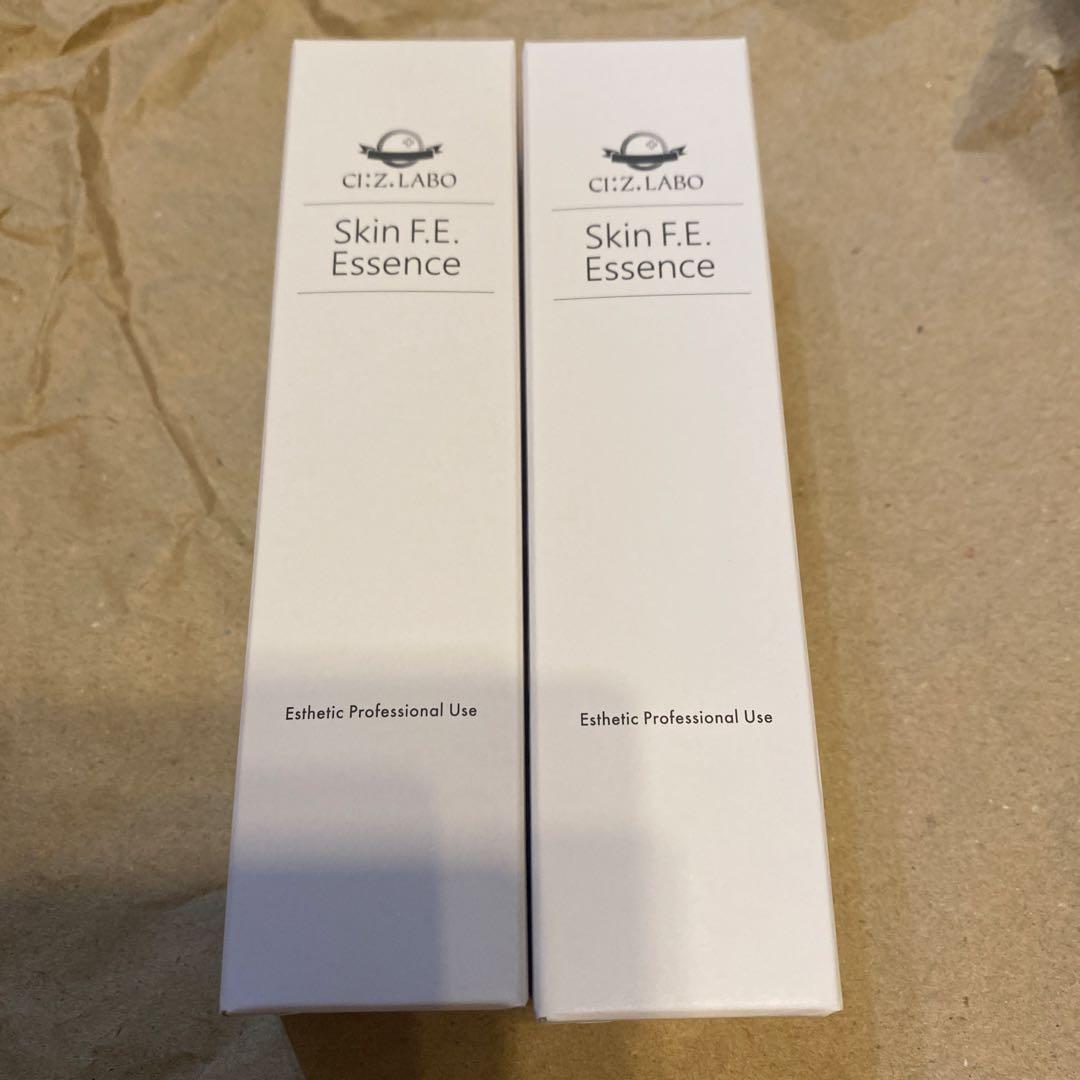 CI:Z.LABO
Skin F.E.
Essence
Esthetic Professional Use
CI:Z.LABO
Skin F.E.
Essence
Esthetic Professional Use